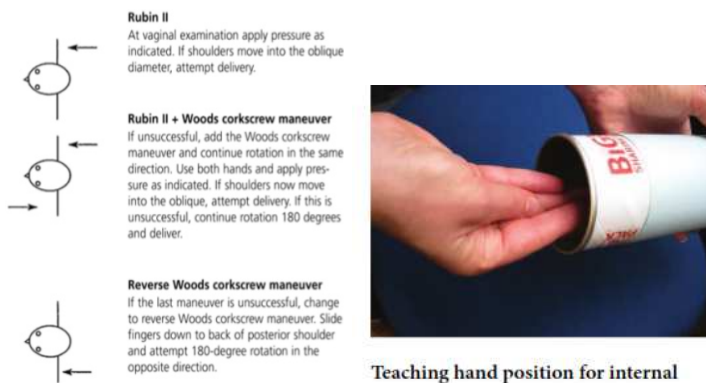 Rubin II
At vaginal examination apply pressure as
indicated. If shoulders move into the oblique
diameter, attempt delivery.
Rubin II + Woods corkscrew maneuver
If unsuccessful, add the Woods corkscrew
maneuver and continue rotation in the same
direction. Use both hands and apply pres-
sure as indicated. If shoulders now move
into the oblique, attempt delivery. If this is
unsuccessful, continue rotation 180 degrees
and deliver.
Reverse Woods corkscrew maneuver
If the last maneuver is unsuccessful, change
to reverse Woods corkscrew maneuver. Slide
fingers down to back of posterior shoulder
and attempt 180-degree rotation in the
opposite direction.
BIG
Teaching hand position for internal